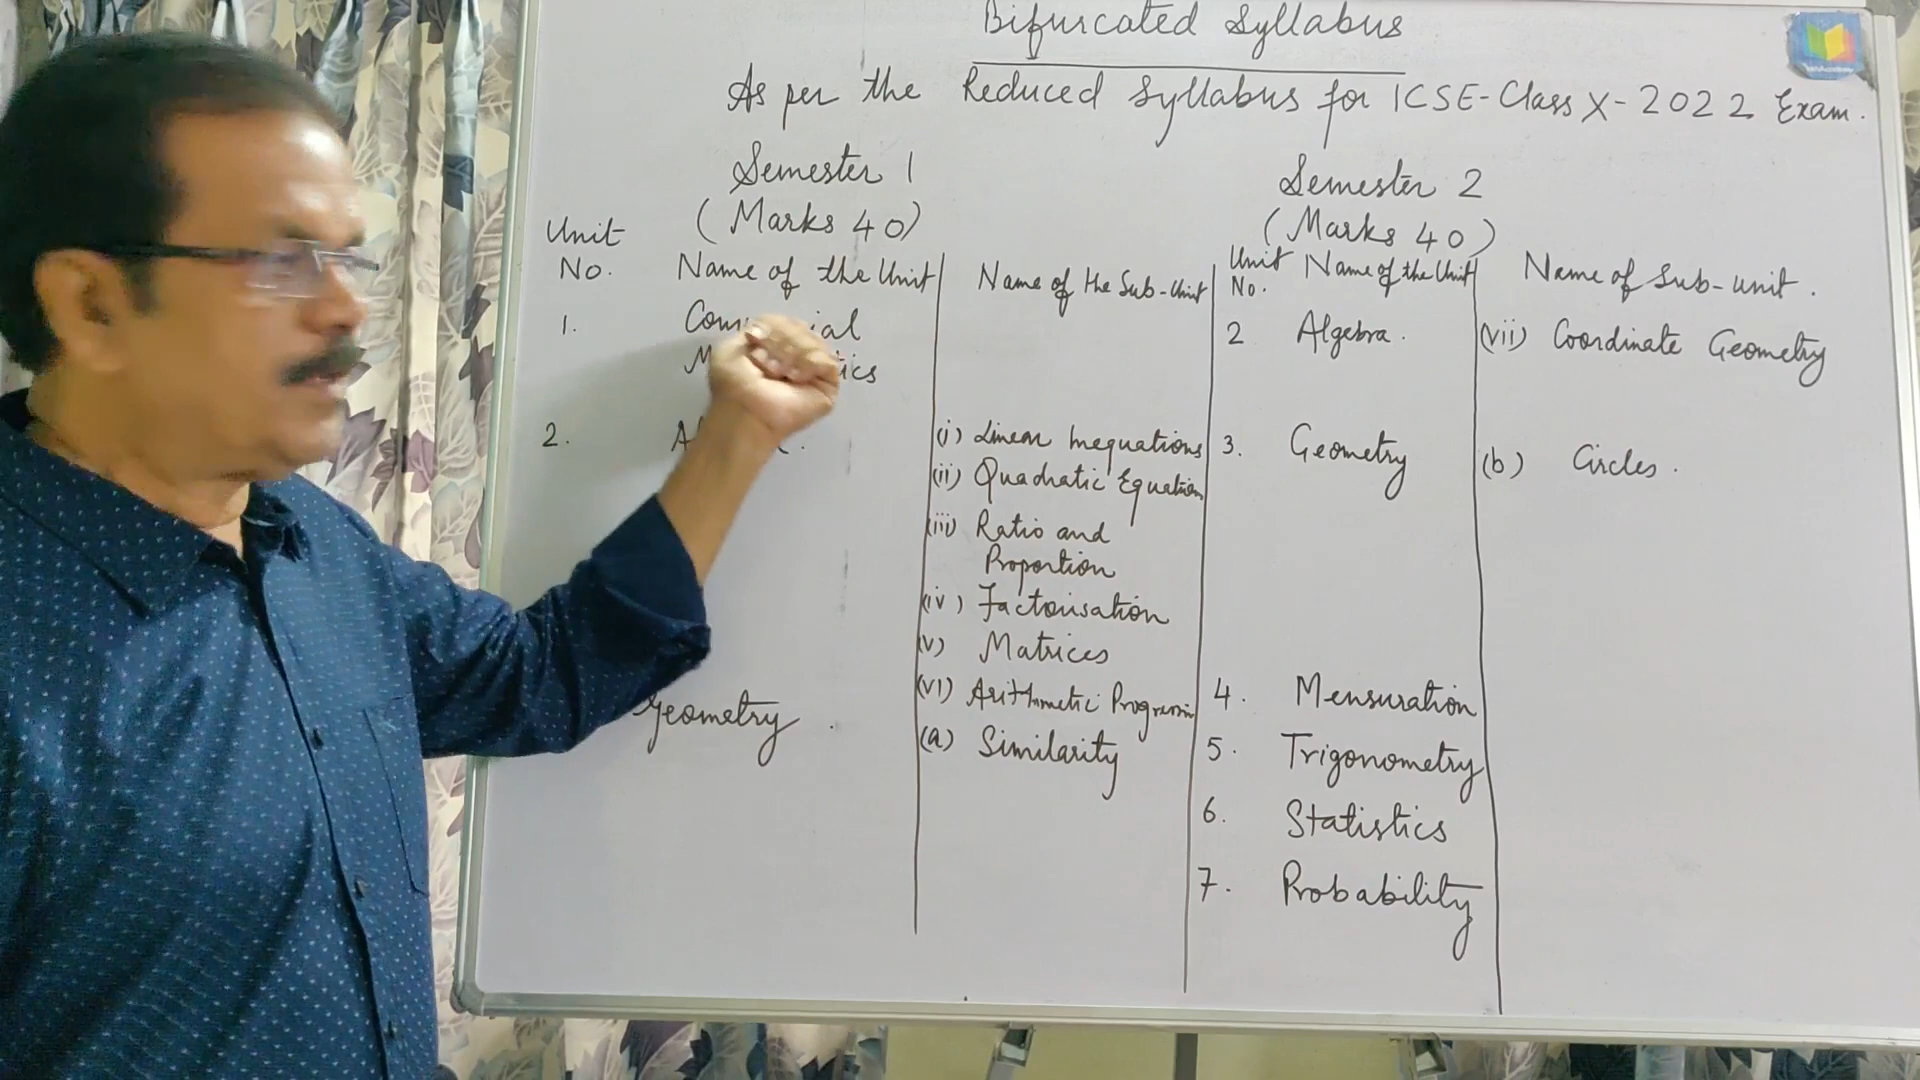 Bifurcated Syllabus
As per the Reduced Syllabus for ICSE-Class X-2022 Exam.
Semester 1
(Marks 40)
Unit No. Name of the Unit Name of the Sub-Unit
1.
2.
(i) Linear Inequations
(ii) Quadratic Equation
(iii) Ratio and
Proportion
(iv) Factorisation
(v) Matrices
(vi) Arithmetic Progression
Geometry (a) Similarity
Semester 2
(Marks 40)
Unit No. Name of the Unit Name of Sub-unit.
2 Algebra. (vii) Coordinate Geometry
3. Geometry (b) Circles.
4. Mensuration
5. Trigonometry
6. Statistics
7. Probability